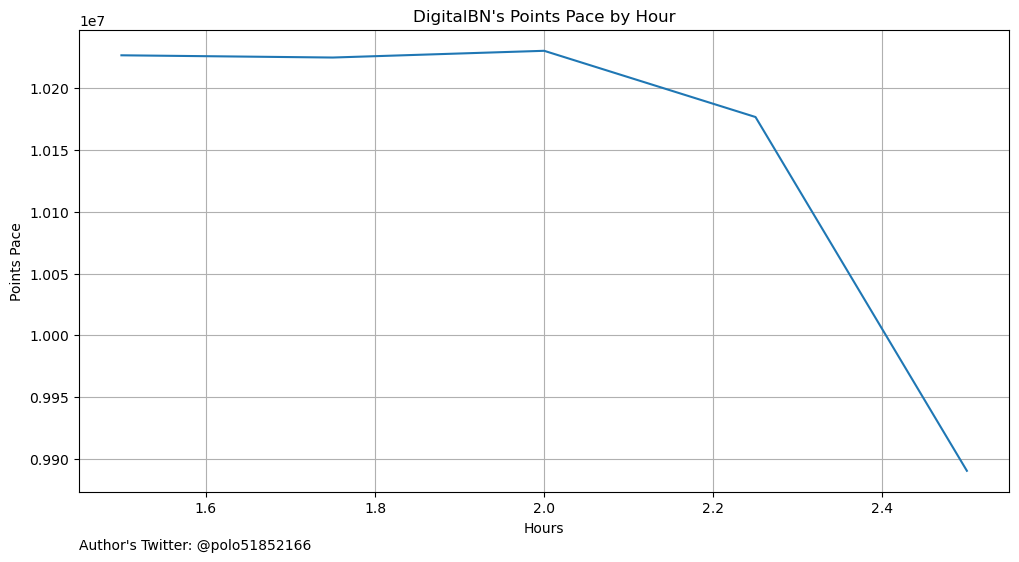 DigitalBN's Points Pace by Hour
1e7
1.020
1.015
1.010
1.005
1.000
0.995
0.990
Points Pace
1.6 1.8 2.0 2.2 2.4
Hours
Author's Twitter: @polo51852166